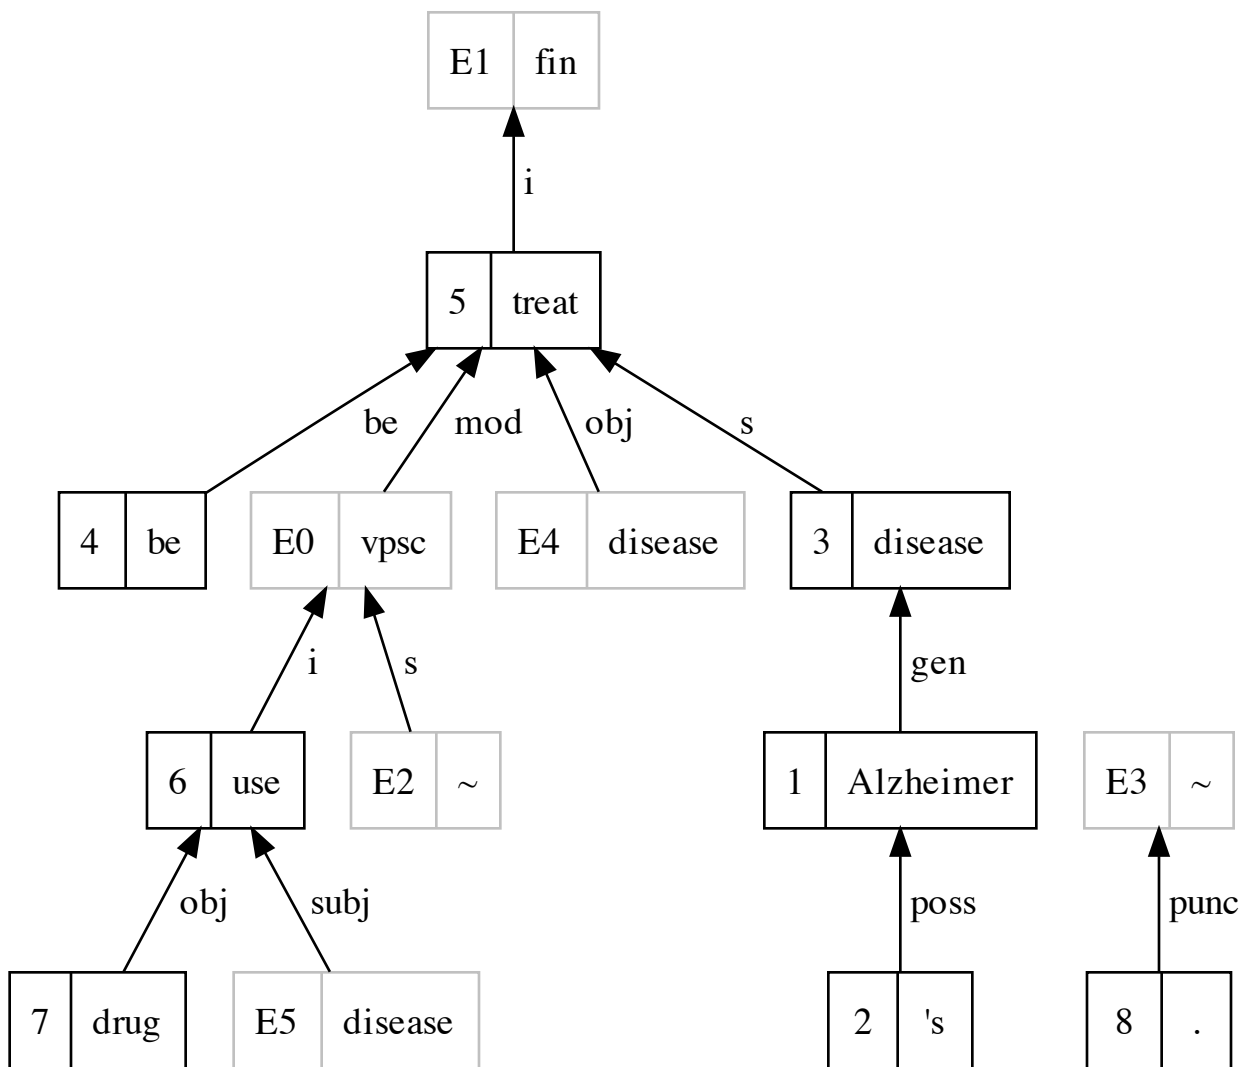 E1 fin
i
5 treat
be mod obj s
4 be E0 vpsc E4 disease 3 disease
i s gen
6 use E2 ~ 1 Alzheimer E3 ~
obj subj poss punc
7 drug E5 disease 2 's 8 .